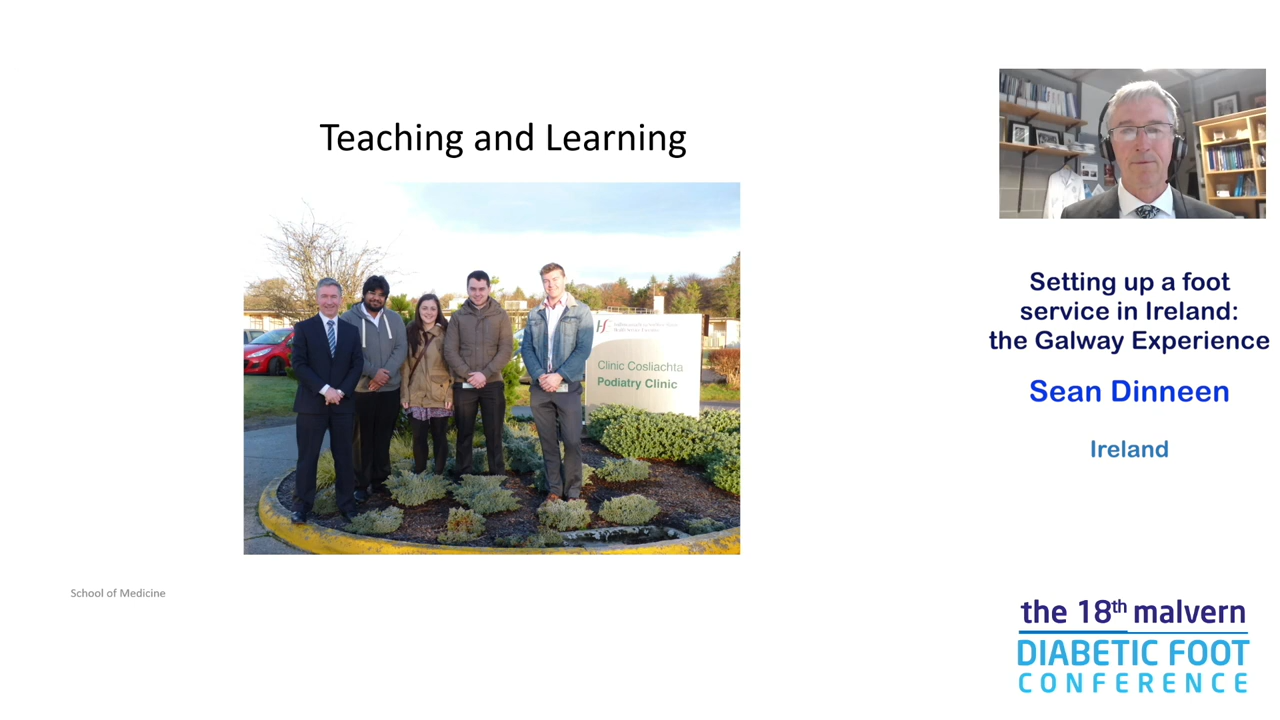 Teaching and Learning
Clinic Cosliachta
Podiatry Clinic
School of Medicine
Setting up a foot
service in Ireland:
the Galway Experience
Sean Dinneen
Ireland
the 18th malvern
DIABETIC FOOT
CONFERENCE